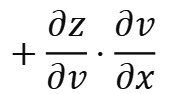 + ∂z/∂v · ∂v/∂x